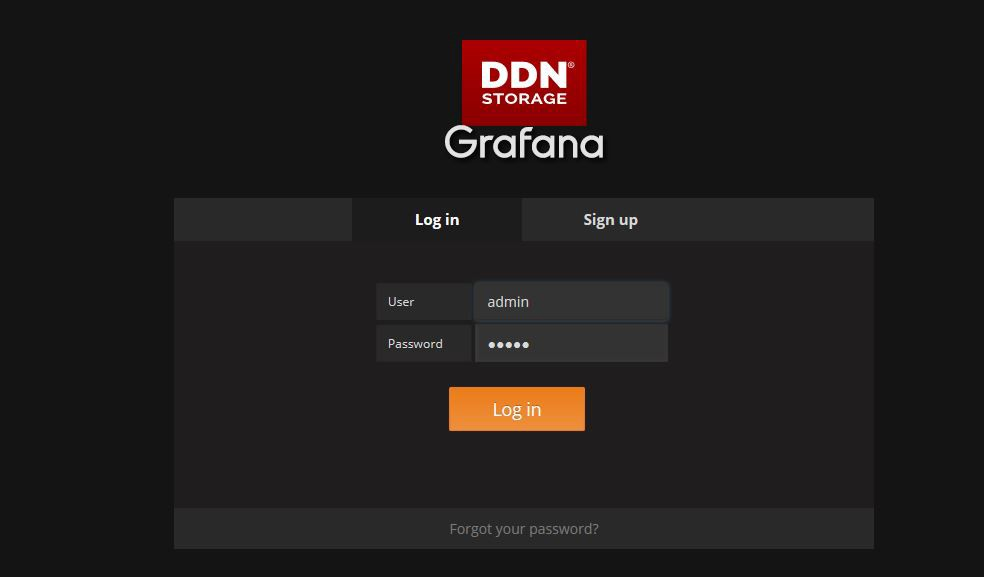 DDN®
STORAGE
Grafana
Log in
Sign up
User
admin
Password
●●●●●
Log in
Forgot your password?